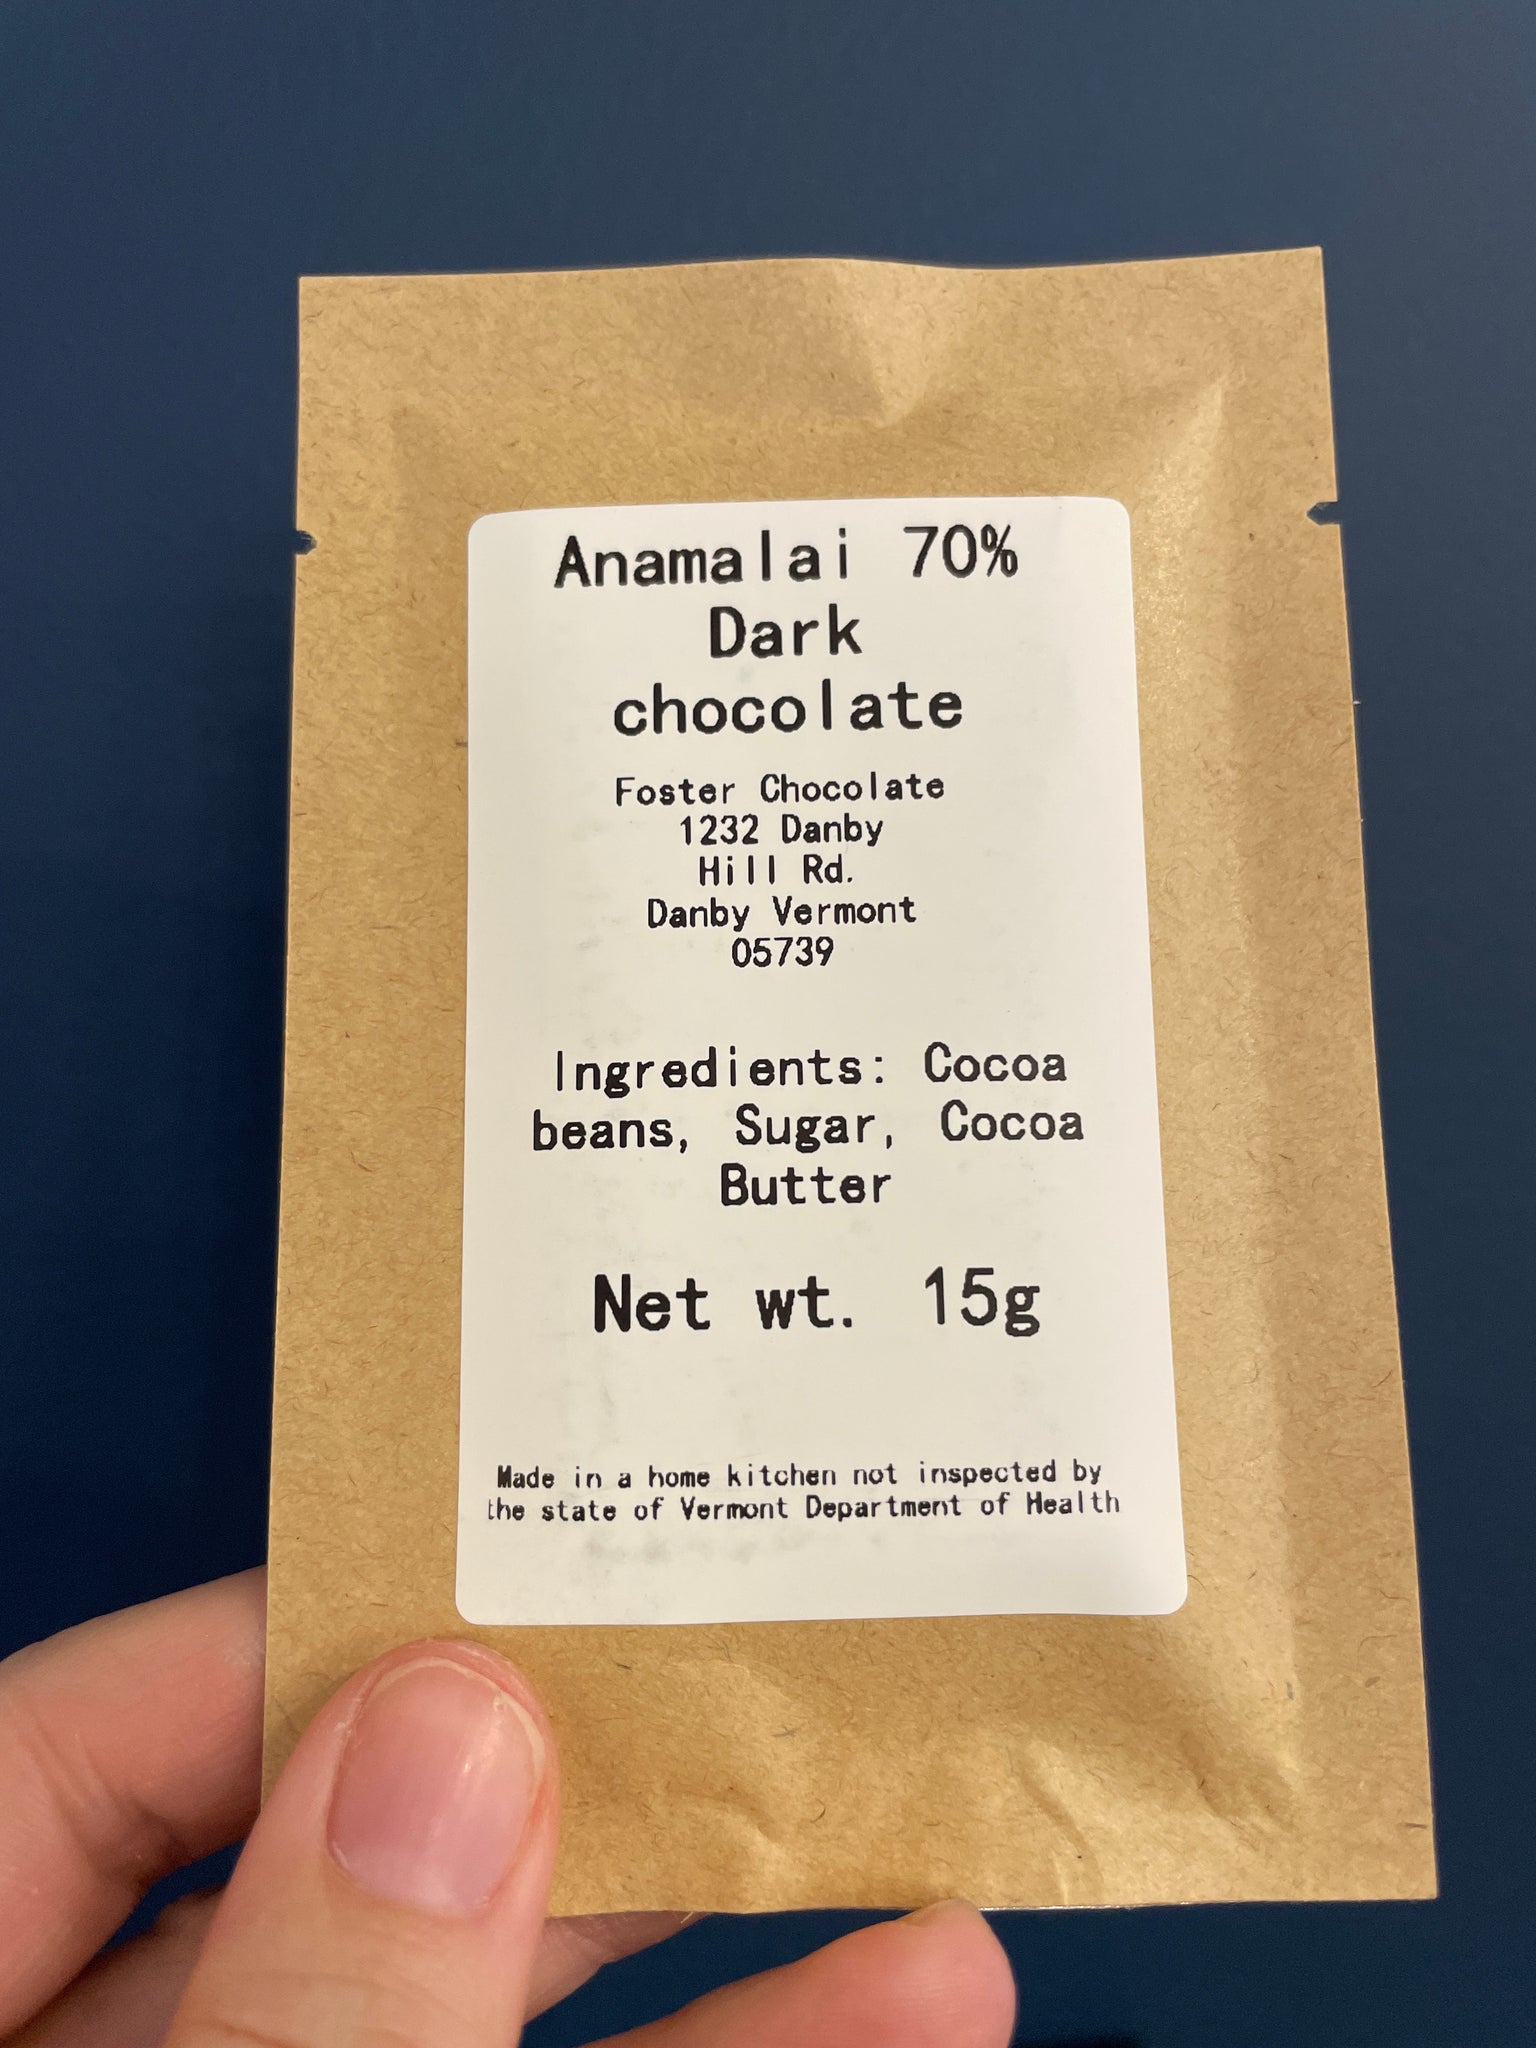 Anamalai 70%
Dark
chocolate
Foster Chocolate
1232 Danby
Hill Rd.
Danby Vermont
05739
Ingredients: Cocoa
beans, Sugar, Cocoa
Butter
Net wt. 15g
Made in a home kitchen not inspected by
the state of Vermont Department of Health